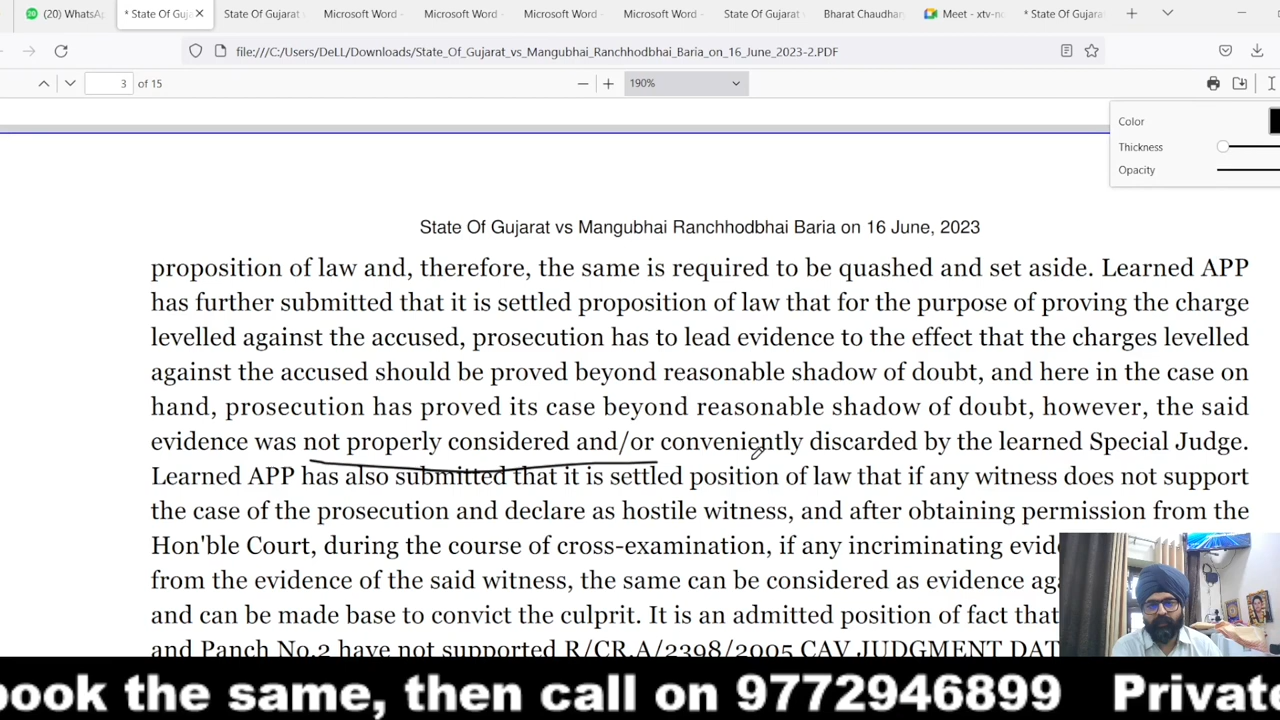 (20) WhatsA
* State Of Guja
State Of Gujarat
Microsoft Word -
Microsoft Word -
Microsoft Word -
Microsoft Word -
State Of Gujarat
Bharat Chaudhar
Meet - xtv-no
* State Of Gujara
file:///C:/Users/DeLL/Downloads/State_Of_Gujarat_vs_Mangubhai_Ranchhodbhai_Baria_on_16_June_2023-2.PDF
3 of 15
190%
Color
Thickness
Opacity
State Of Gujarat vs Mangubhai Ranchhodbhai Baria on 16 June, 2023
proposition of law and, therefore, the same is required to be quashed and set aside. Learned APP
has further submitted that it is settled proposition of law that for the purpose of proving the charge
levelled against the accused, prosecution has to lead evidence to the effect that the charges levelled
against the accused should be proved beyond reasonable shadow of doubt, and here in the case on
hand, prosecution has proved its case beyond reasonable shadow of doubt, however, the said
evidence was not properly considered and/or conveniently discarded by the learned Special Judge.
Learned APP has also submitted that it is settled position of law that if any witness does not support
the case of the prosecution and declare as hostile witness, and after obtaining permission from the
Hon'ble Court, during the course of cross-examination, if any incriminating evid
from the evidence of the said witness, the same can be considered as evidence aga
and can be made base to convict the culprit. It is an admitted position of fact that
and Panch No.2 have not supported R/CR.A/2398/2005 CAV JUDGMENT DAT
book the same, then call on 9772946899 Private